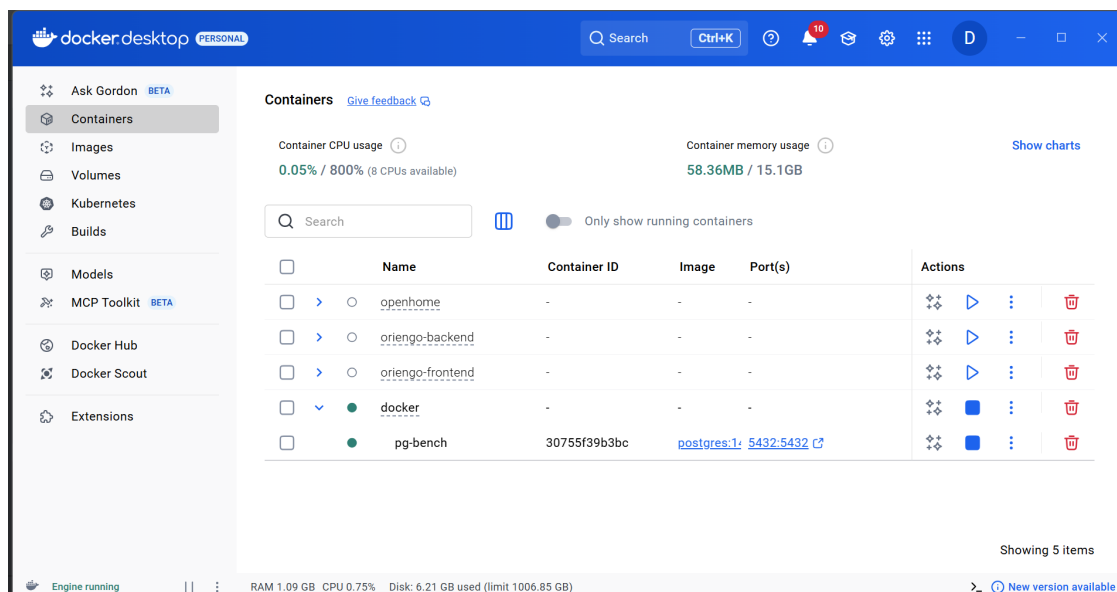 docker.desktop PERSONAL
Search Ctrl+K
10
D
Ask Gordon BETA
Containers
Images
Volumes
Kubernetes
Builds
Models
MCP Toolkit BETA
Docker Hub
Docker Scout
Extensions
Containers Give feedback
Container CPU usage
0.05% / 800% (8 CPUs available)
Container memory usage
58.36MB / 15.1GB
Show charts
Search
Only show running containers
Name Container ID Image Port(s) Actions
openhome - - -
oriengo-backend - - -
oriengo-frontend - - -
docker - - -
pg-bench 30755f39b3bc postgres:14 5432:5432
Showing 5 items
Engine running RAM 1.09 GB CPU 0.75% Disk: 6.21 GB used (limit 1006.85 GB) >_ New version available